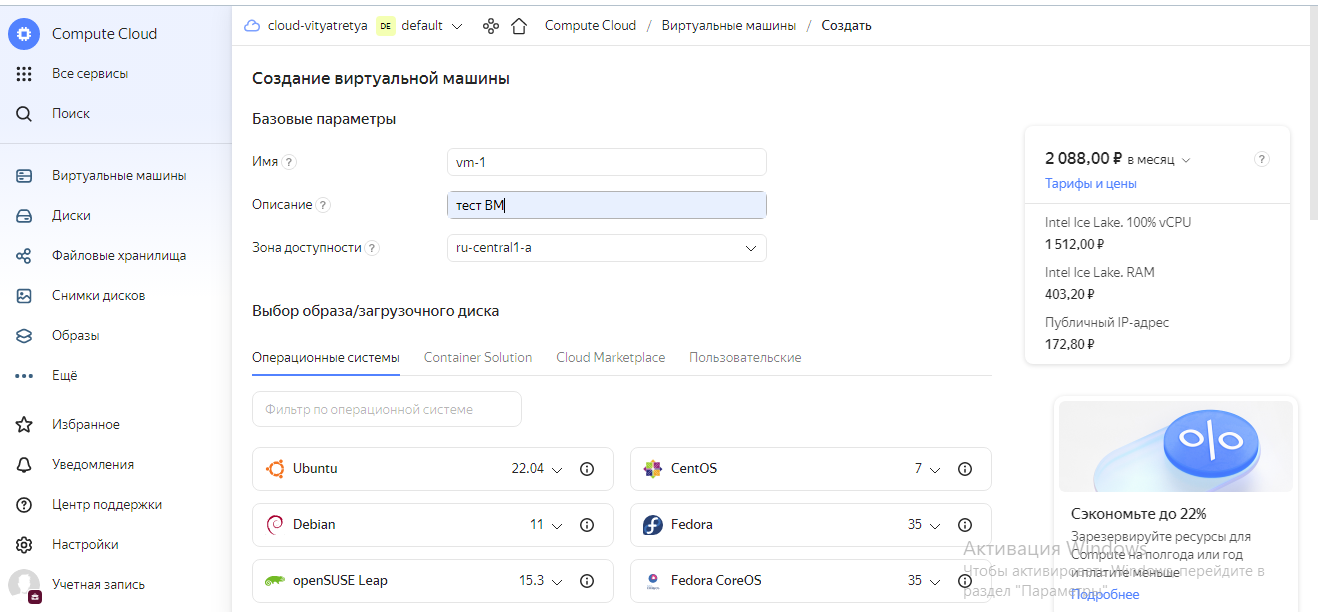 Compute Cloud
Все сервисы
Поиск
Виртуальные машины
Диски
Файловые хранилища
Снимки дисков
Образы
Ещё
Избранное
Уведомления
Центр поддержки
Настройки
Учетная запись
cloud-vityatretya DE default Compute Cloud / Виртуальные машины / Создать
Создание виртуальной машины
Базовые параметры
Имя ? vm-1
Описание ? тест ВМ
Зона доступности ? ru-central1-a
Выбор образа/загрузочного диска
Операционные системы Container Solution Cloud Marketplace Пользовательские
Фильтр по операционной системе
Ubuntu 22.04 CentOS 7
Debian 11 Fedora 35
openSUSE Leap 15.3 Fedora CoreOS 35
2 088,00 ₽ в месяц ?
Тарифы и цены
Intel Ice Lake. 100% vCPU
1 512,00 ₽
Intel Ice Lake. RAM
403,20 ₽
Публичный IP-адрес
172,80 ₽
%
Сэкономьте до 22%
Зарезервируйте ресурсы для
Compute на полгода или год
и платите меньше
Подробнее
Активация Windows
Чтобы активировать Windows, перейдите в
раздел "Параметры".